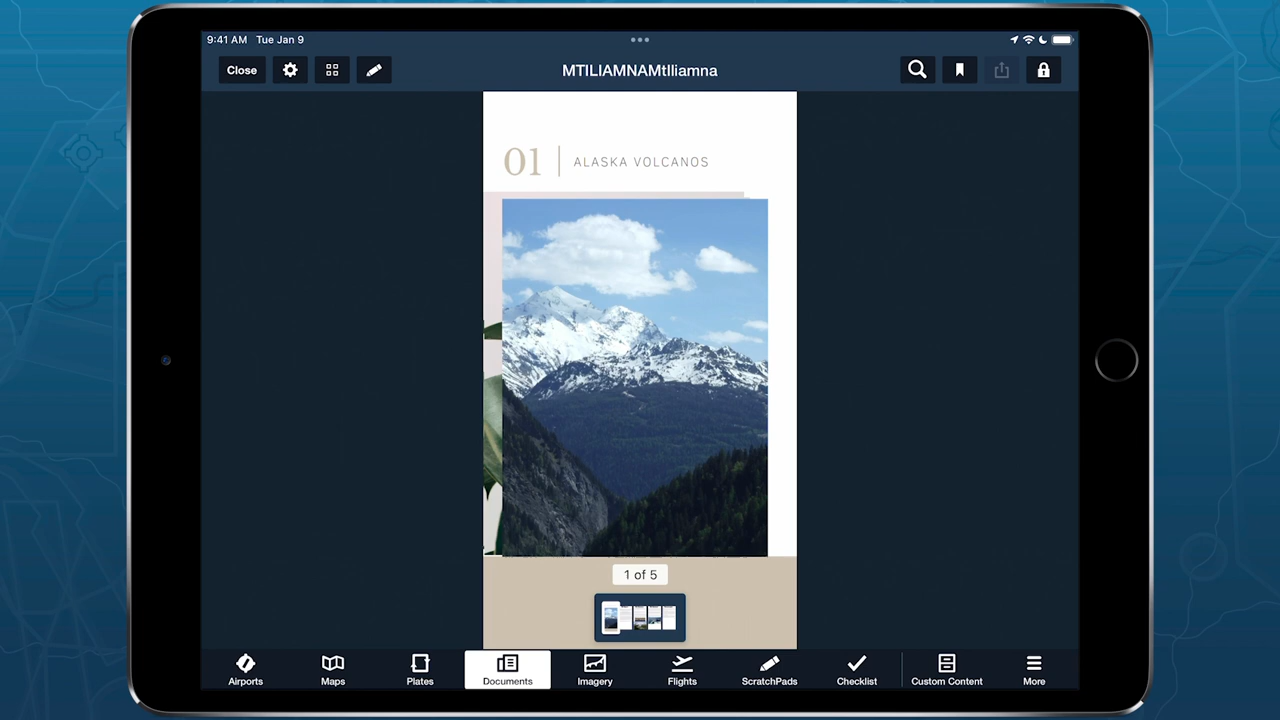 9:41 AM Tue Jan 9
Close
MTILIAMNAMtIliamna
01 ALASKA VOLCANOS
1 of 5
Airports
Maps
Plates
Documents
Imagery
Flights
ScratchPads
Checklist
Custom Content
More